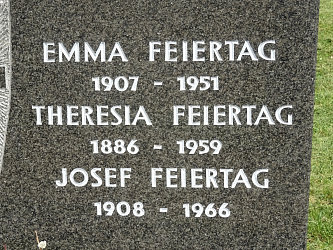 EMMA FEIERTAG
1907 - 1951
THERESIA FEIERTAG
1886 - 1959
JOSEF FEIERTAG
1908 - 1966